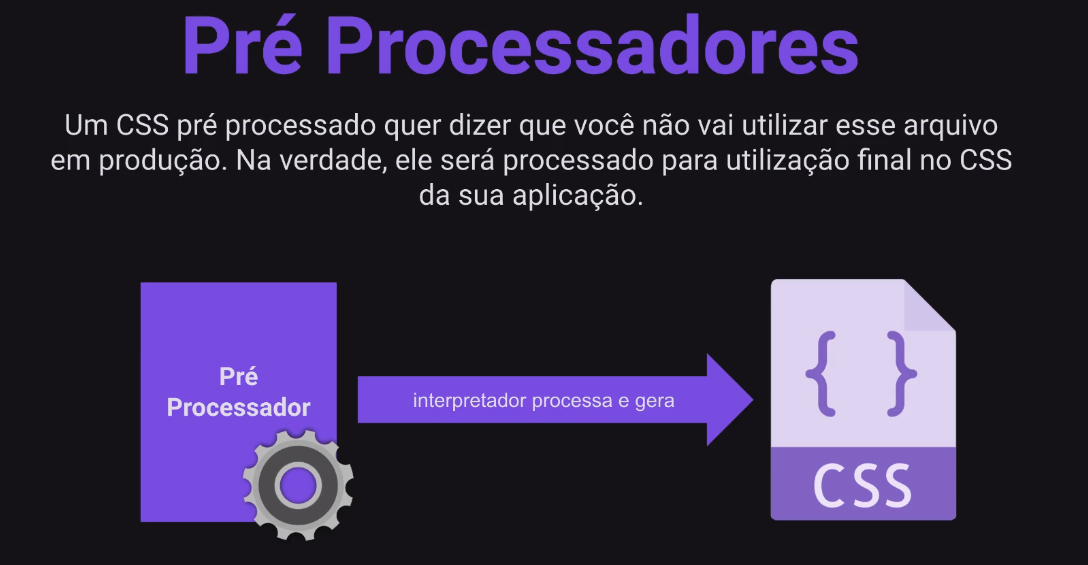 Pré Processadores
Um CSS pré processado quer dizer que você não vai utilizar esse arquivo
em produção. Na verdade, ele será processado para utilização final no CSS
da sua aplicação.
Pré
Processador
interpretador processa e gera
{ }
CSS